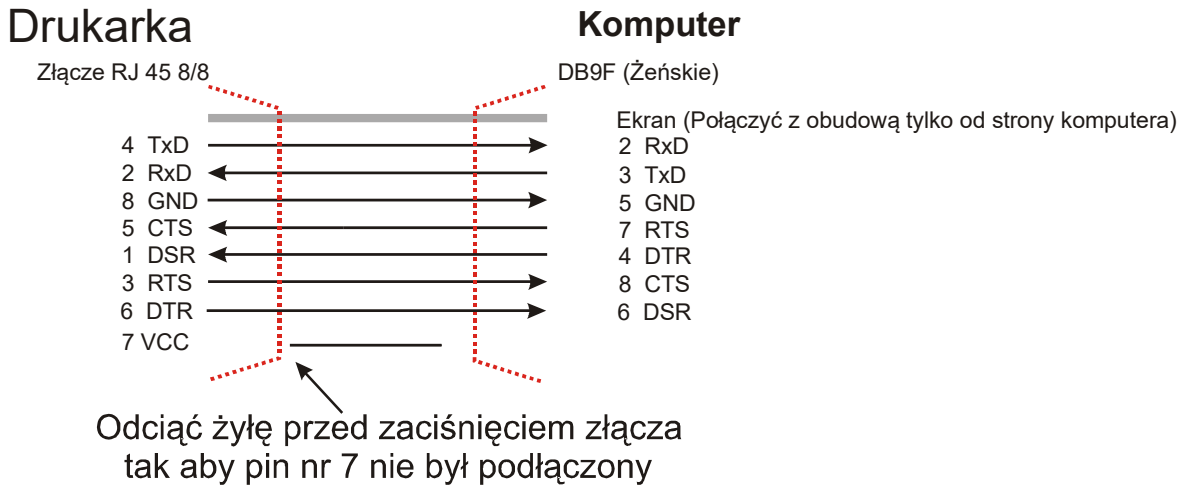 Drukarka
Komputer
Złącze RJ 45 8/8
DB9F (Żeńskie)
Ekran (Połączyć z obudową tylko od strony komputera)
4 TxD
2 RxD
2 RxD
3 TxD
8 GND
5 GND
5 CTS
7 RTS
1 DSR
4 DTR
3 RTS
8 CTS
6 DTR
6 DSR
7 VCC
Odciąć żyłę przed zaciśnięciem złącza
tak aby pin nr 7 nie był podłączony